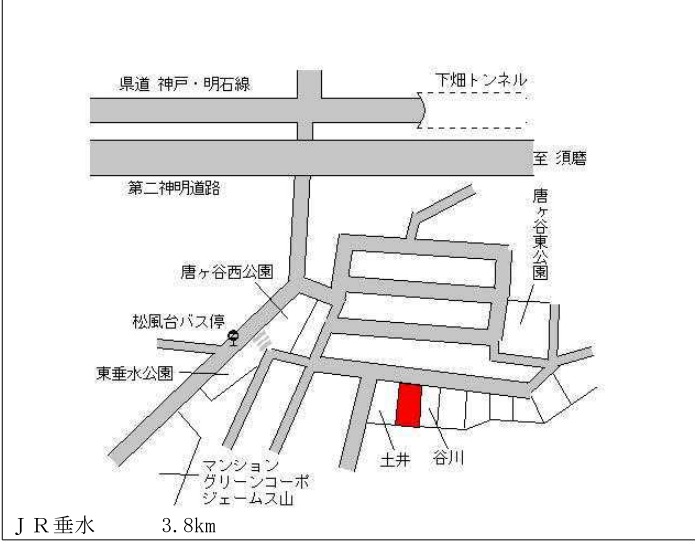 県道 神戸・明石線
下畑トンネル
至 須磨
第二神明道路
唐ヶ谷東公園
唐ヶ谷西公園
松風台バス停
東垂水公園
土井
谷川
マンション
グリーンコーポ
ジェームス山
ＪＲ垂水 3.8km